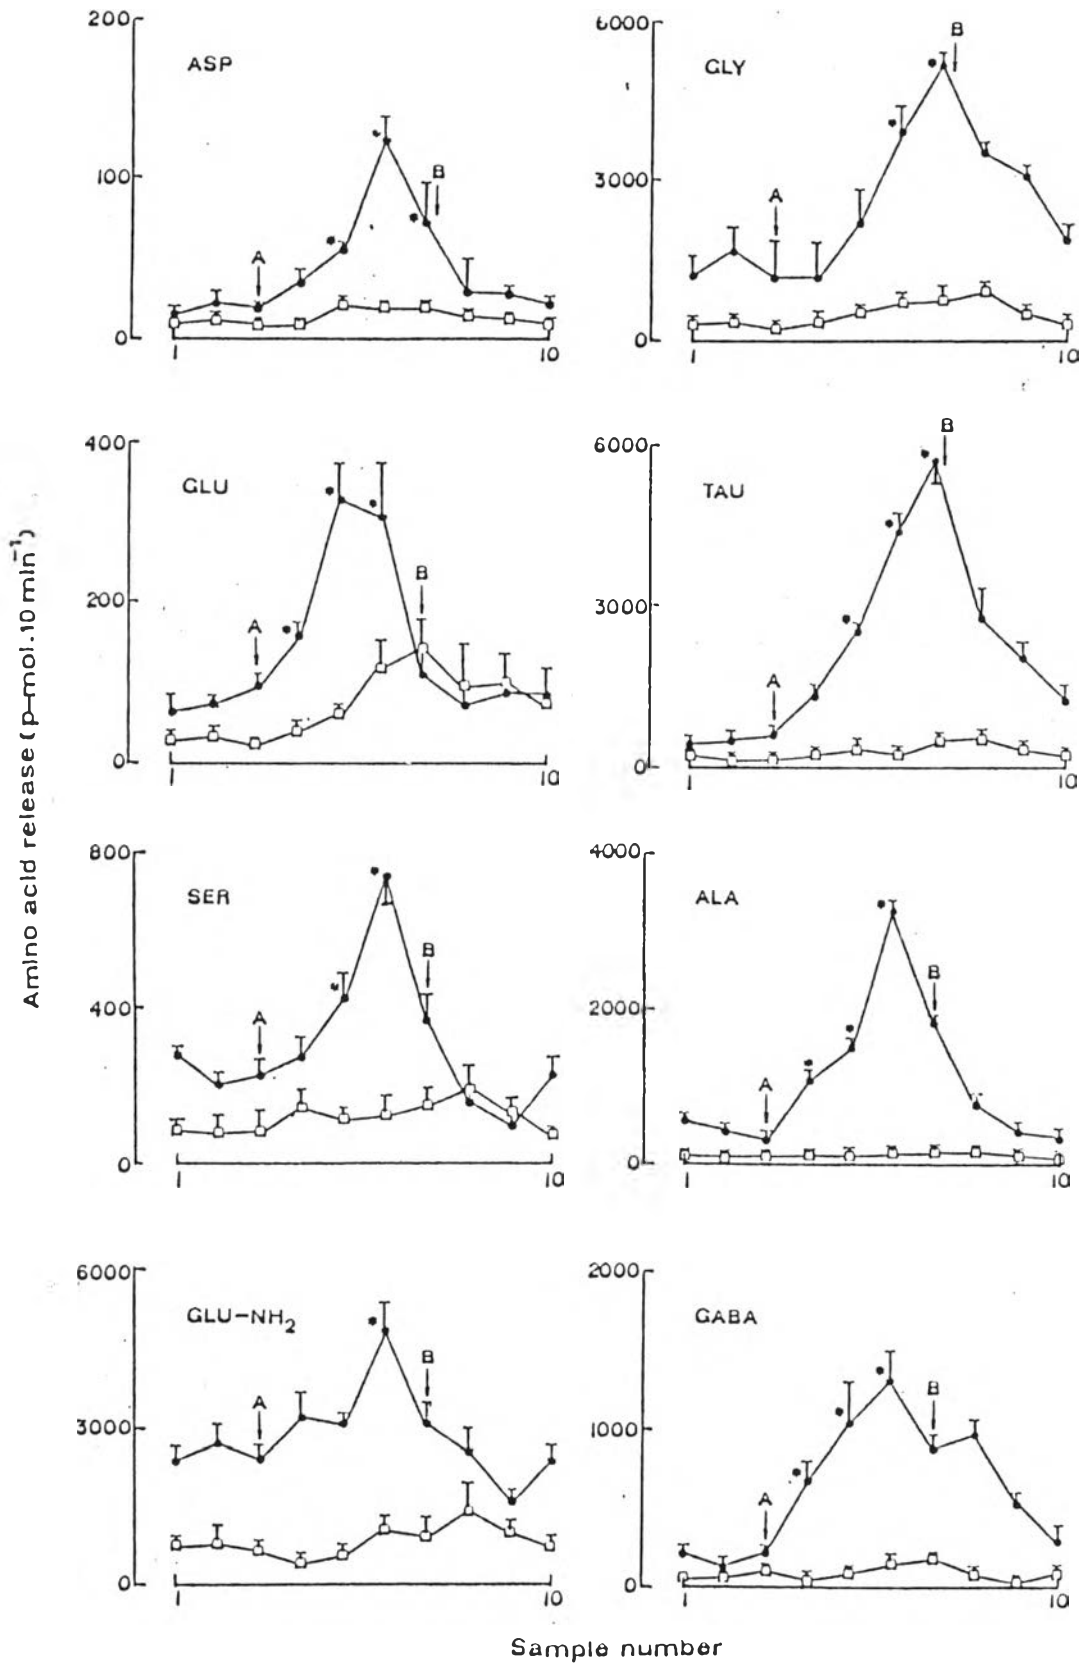 Amino acid release (p-mol.10 min⁻¹)
200
ASP
100
A
B
0
1
10
6000
GLY
B
3000
A
0
1
10
400
GLU
200
A
B
0
1
10
6000
TAU
B
3000
A
0
1
10
800
SER
400
A
B
0
1
10
4000
ALA
2000
A
B
0
1
10
6000
GLU-NH₂
3000
A
B
0
1
10
2000
GABA
1000
A
B
0
1
10
Sample number